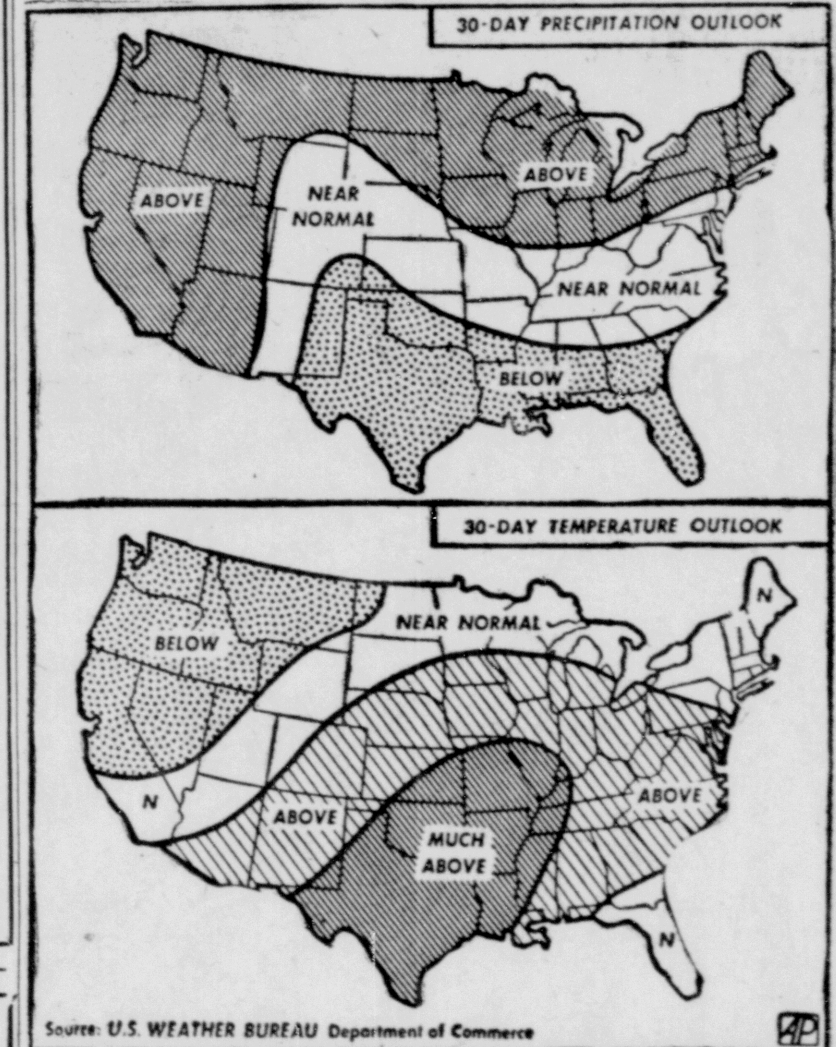 30-DAY PRECIPITATION OUTLOOK
ABOVE
NEAR
NORMAL
ABOVE
NEAR NORMAL
BELOW
30-DAY TEMPERATURE OUTLOOK
N
BELOW
NEAR NORMAL
N
ABOVE
MUCH
ABOVE
ABOVE
N
Source: U.S. WEATHER BUREAU Department of Commerce
AP